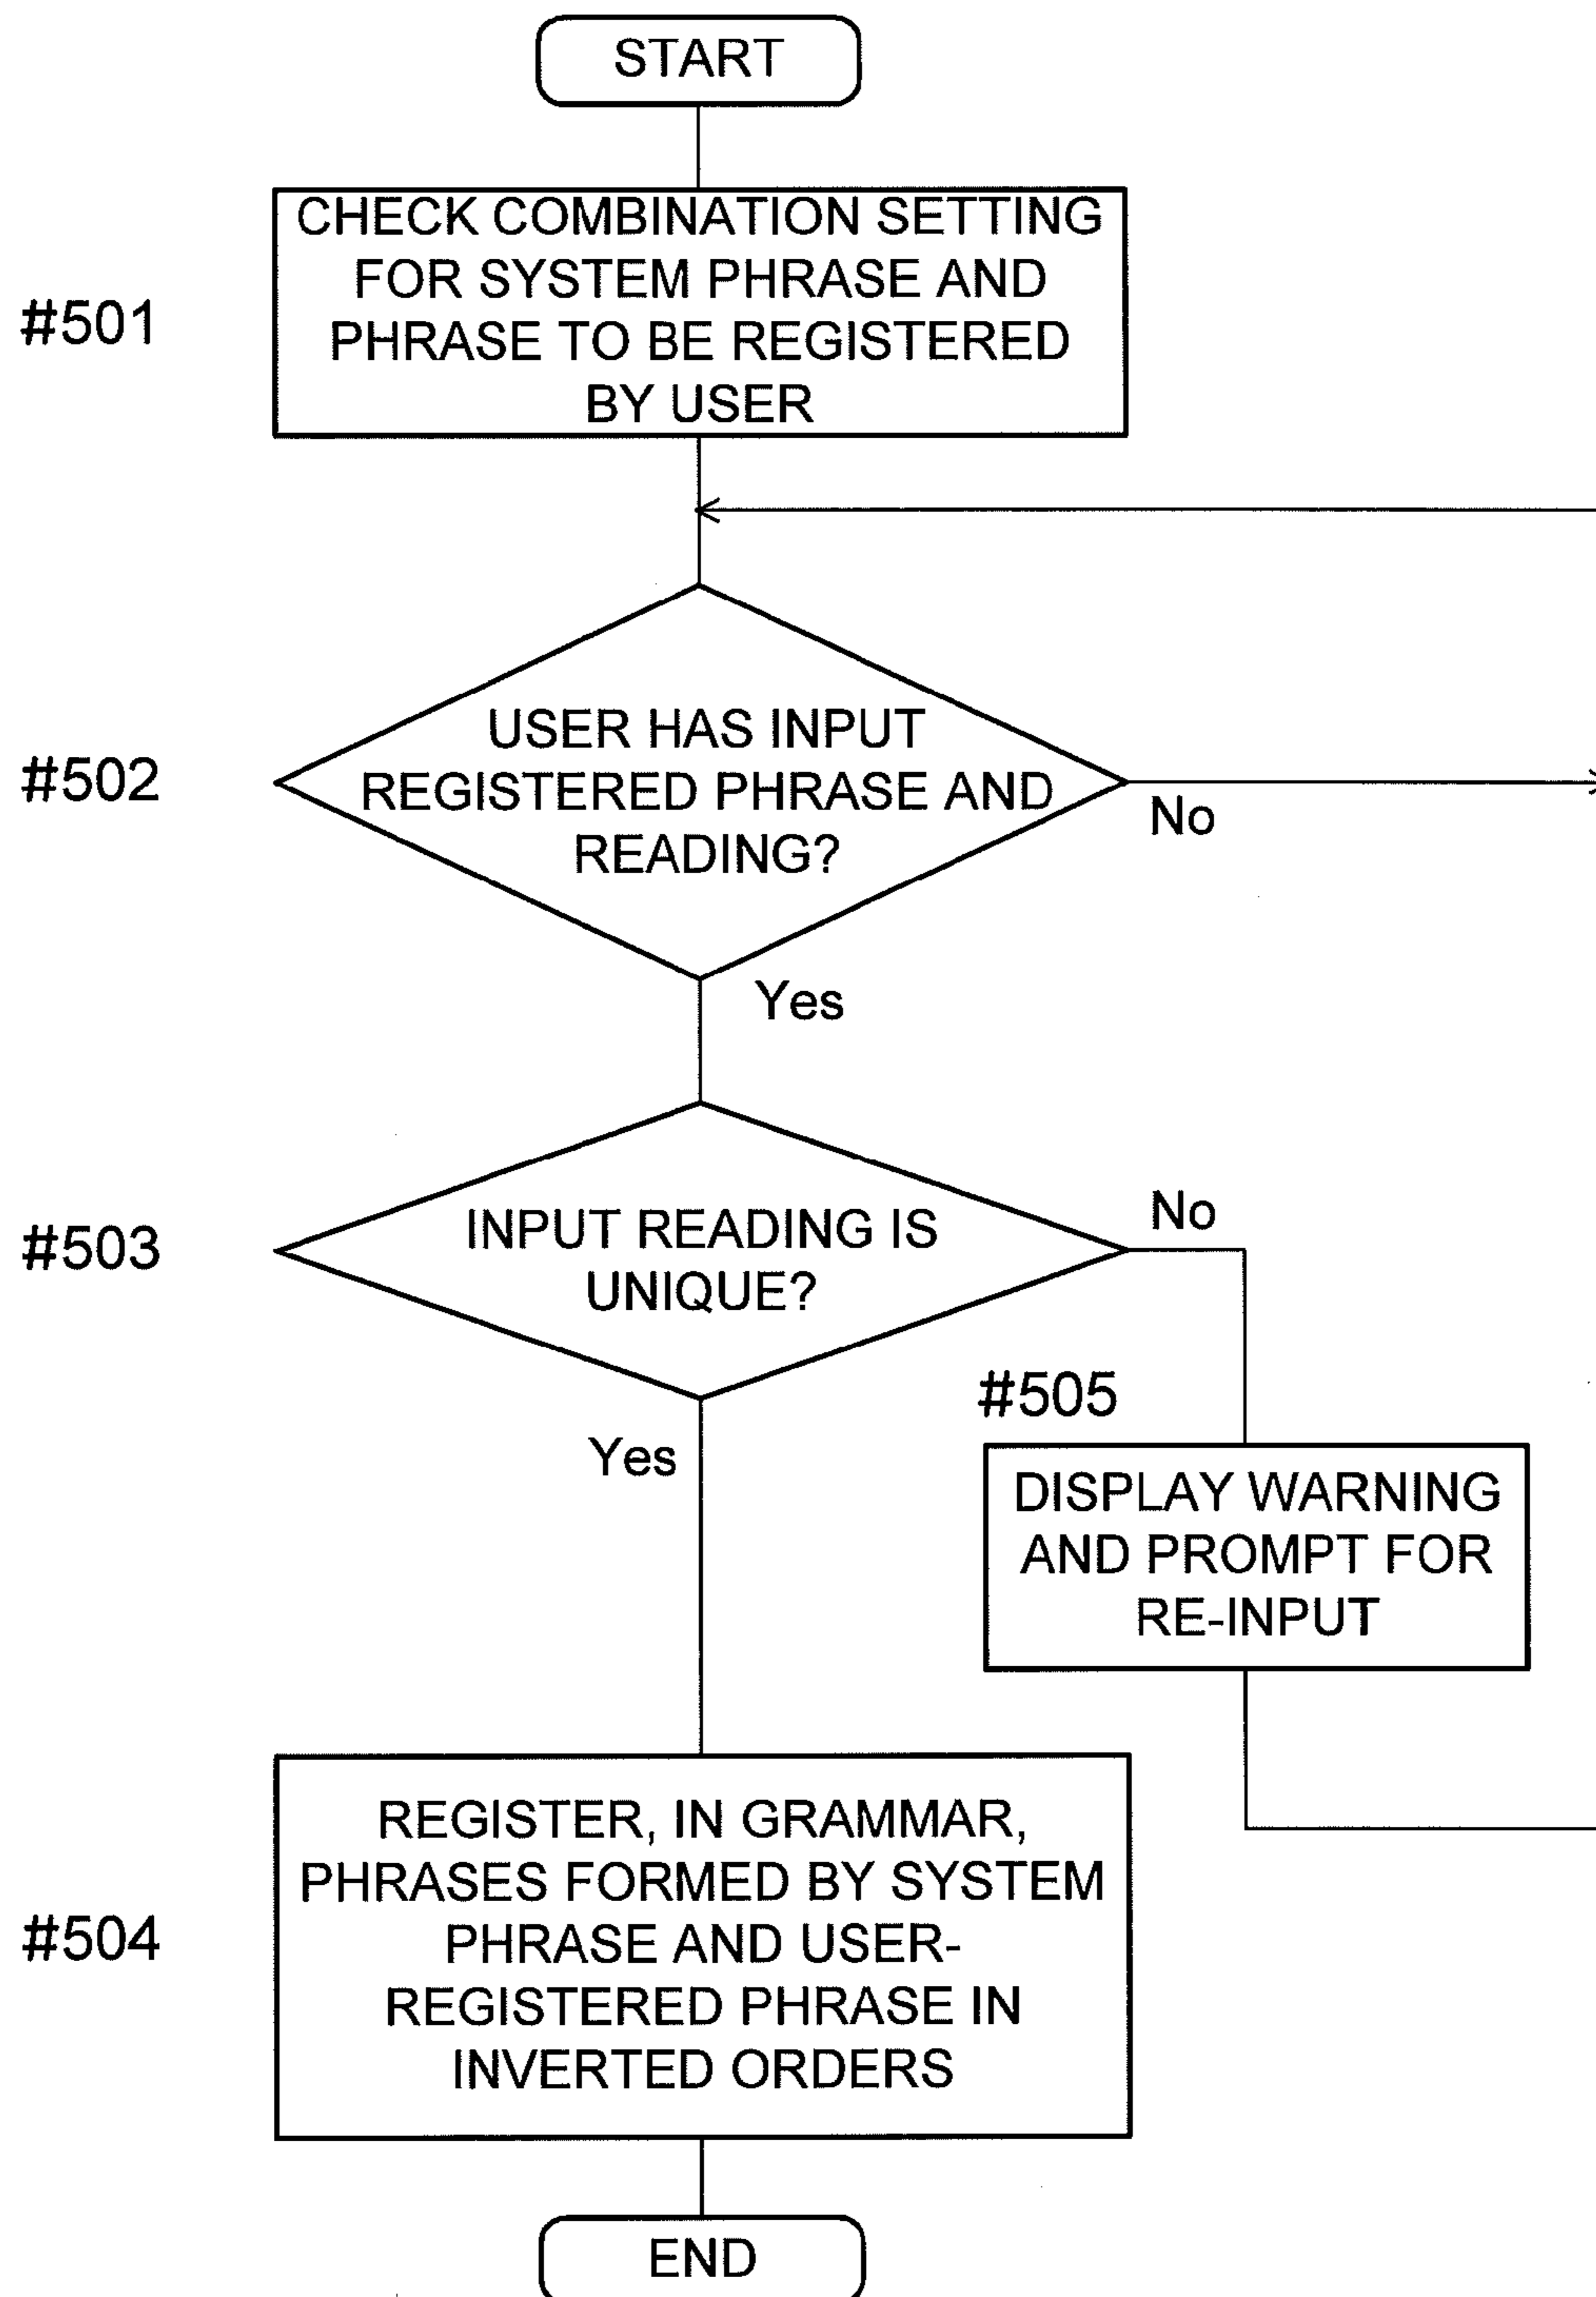 START
#501
CHECK COMBINATION SETTING
FOR SYSTEM PHRASE AND
PHRASE TO BE REGISTERED
BY USER
#502
USER HAS INPUT
REGISTERED PHRASE AND
READING?
No
Yes
#503
INPUT READING IS
UNIQUE?
No
Yes
#505
DISPLAY WARNING
AND PROMPT FOR
RE-INPUT
#504
REGISTER, IN GRAMMAR,
PHRASES FORMED BY SYSTEM
PHRASE AND USER-
REGISTERED PHRASE IN
INVERTED ORDERS
END